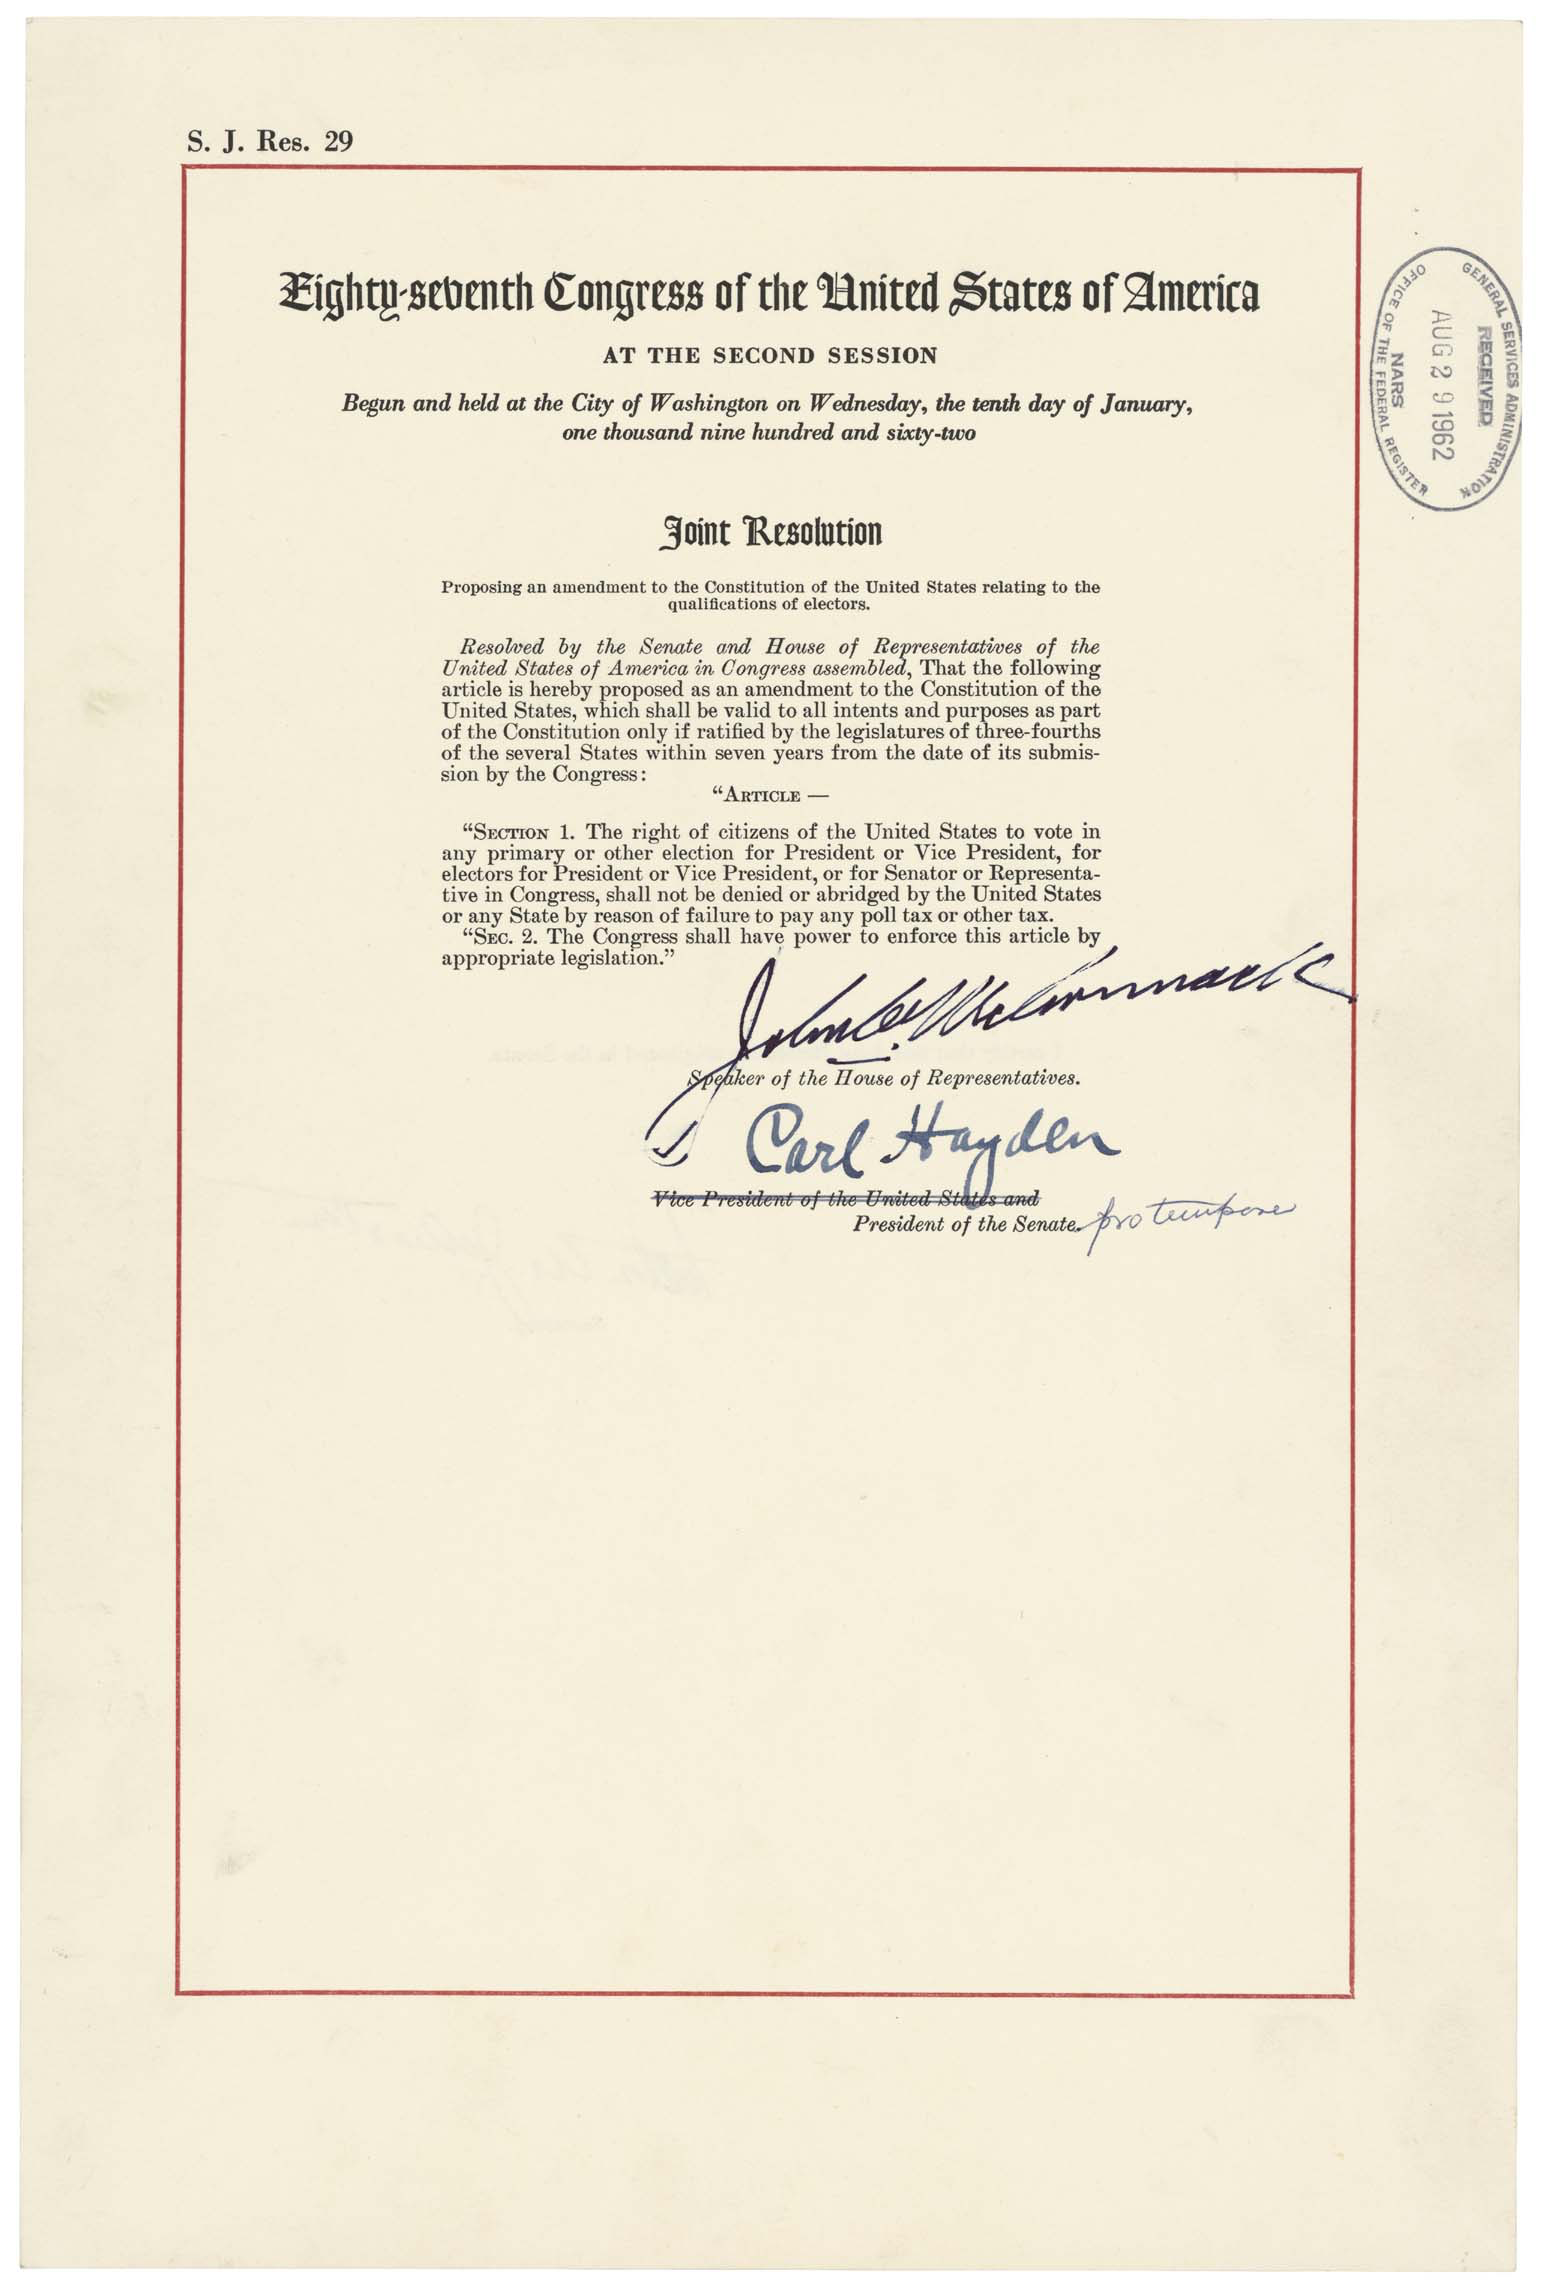 S. J. Res. 29
Eighty-seventh Congress of the United States of America
AT THE SECOND SESSION
Begun and held at the City of Washington on Wednesday, the tenth day of January,
one thousand nine hundred and sixty-two
GENERAL SERVICES ADMINISTRATION
RECEIVED
AUG 29 1962
NARS
OFFICE OF THE FEDERAL REGISTER
Joint Resolution
Proposing an amendment to the Constitution of the United States relating to the
qualifications of electors.
Resolved by the Senate and House of Representatives of the
United States of America in Congress assembled, That the following
article is hereby proposed as an amendment to the Constitution of the
United States, which shall be valid to all intents and purposes as part
of the Constitution only if ratified by the legislatures of three-fourths
of the several States within seven years from the date of its submis-
sion by the Congress:
“ARTICLE —
“SECTION 1. The right of citizens of the United States to vote in
any primary or other election for President or Vice President, for
electors for President or Vice President, or for Senator or Representa-
tive in Congress, shall not be denied or abridged by the United States
or any State by reason of failure to pay any poll tax or other tax.
“SEC. 2. The Congress shall have power to enforce this article by
appropriate legislation.”
John W. McCormack
Speaker of the House of Representatives.
Carl Hayden
Vice President of the United States and
President of the Senate. pro tempore